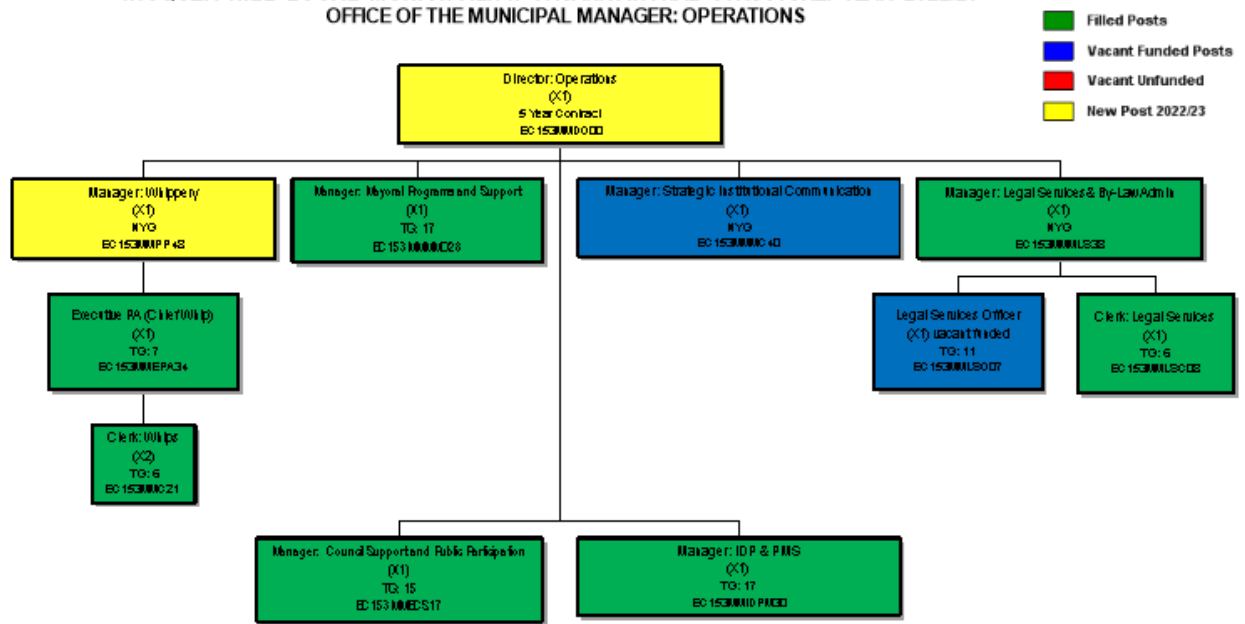 OFFICE OF THE MUNICIPAL MANAGER: OPERATIONS
Filled Posts
Vacant Funded Posts
Vacant Unfunded
New Post 2022/23
Director: Operations
(X1)
5 Year Contract
Manager: Whippery
(X1)
NYG
Manager: Mayoral Programs and Support
(X1)
TG: 17
Manager: Strategic Institutional Communication
(X1)
NYG
Manager: Legal Services & By-Law Admin
(X1)
NYG
Executive PA (Chief Whip)
(X1)
TG: 7
Legal Services Officer
(X1) vacant funded
TG: 11
Clerk: Legal Services
(X1)
TG: 6
Clerk: Whips
(X2)
TG: 6
Manager: Council Support and Public Participation
(X1)
TG: 15
Manager: IDP & PMS
(X1)
TG: 17